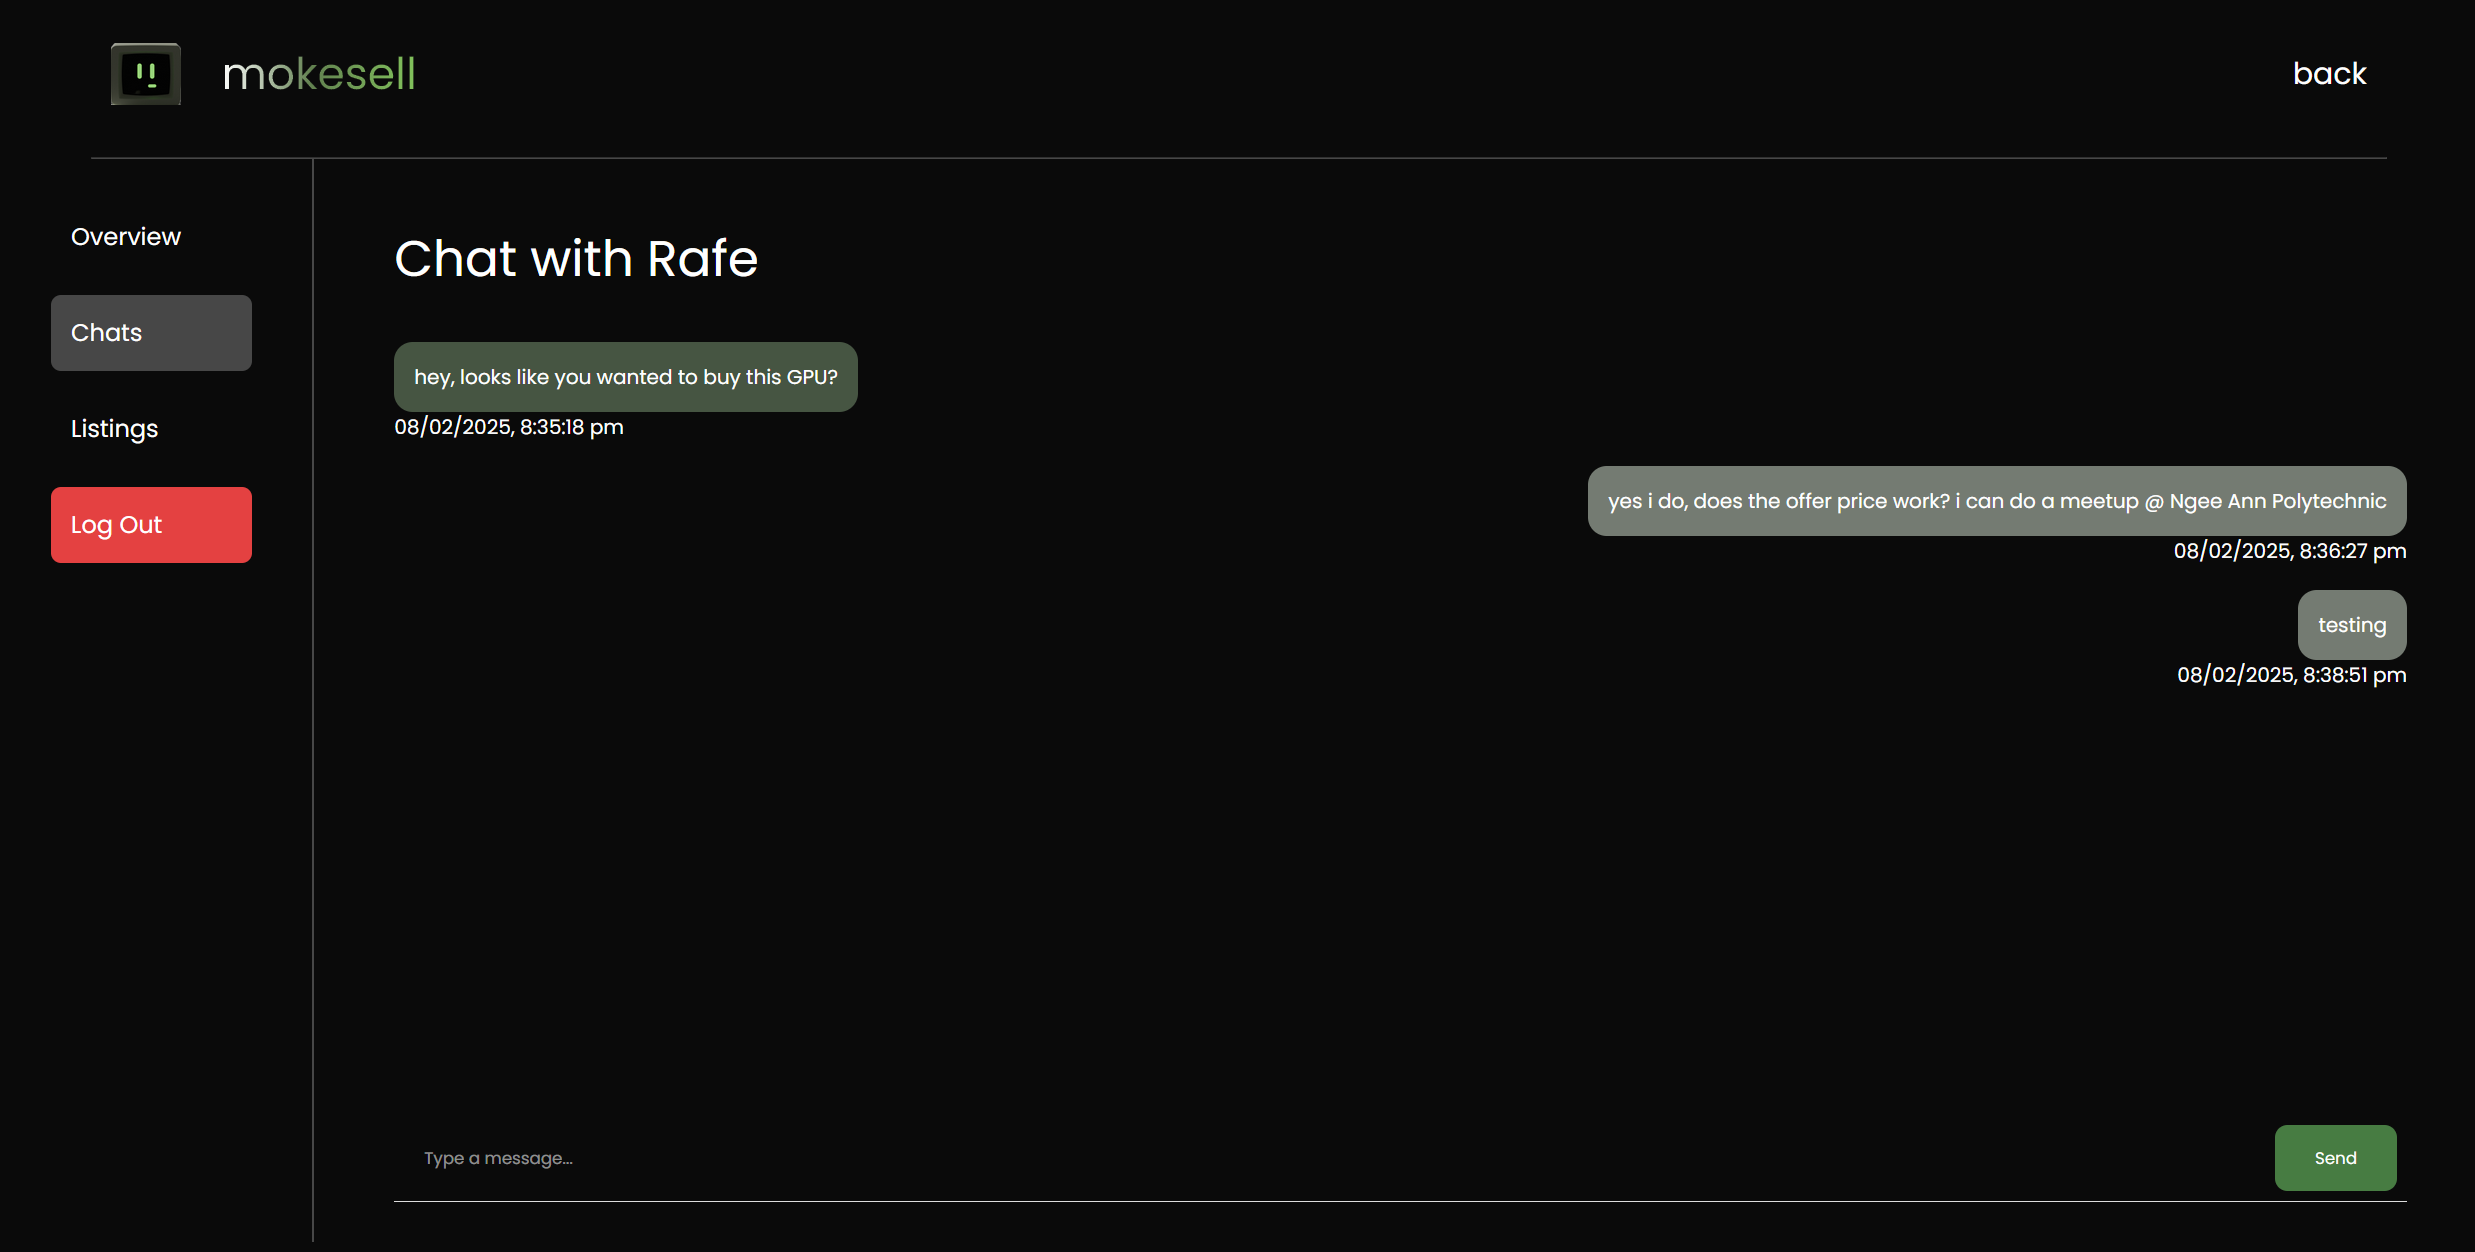 mokesell
back
Overview
Chats
Listings
Log Out
Chat with Rafe
hey, looks like you wanted to buy this GPU?
08/02/2025, 8:35:18 pm
yes i do, does the offer price work? i can do a meetup @ Ngee Ann Polytechnic
08/02/2025, 8:36:27 pm
testing
08/02/2025, 8:38:51 pm
Type a message...
Send